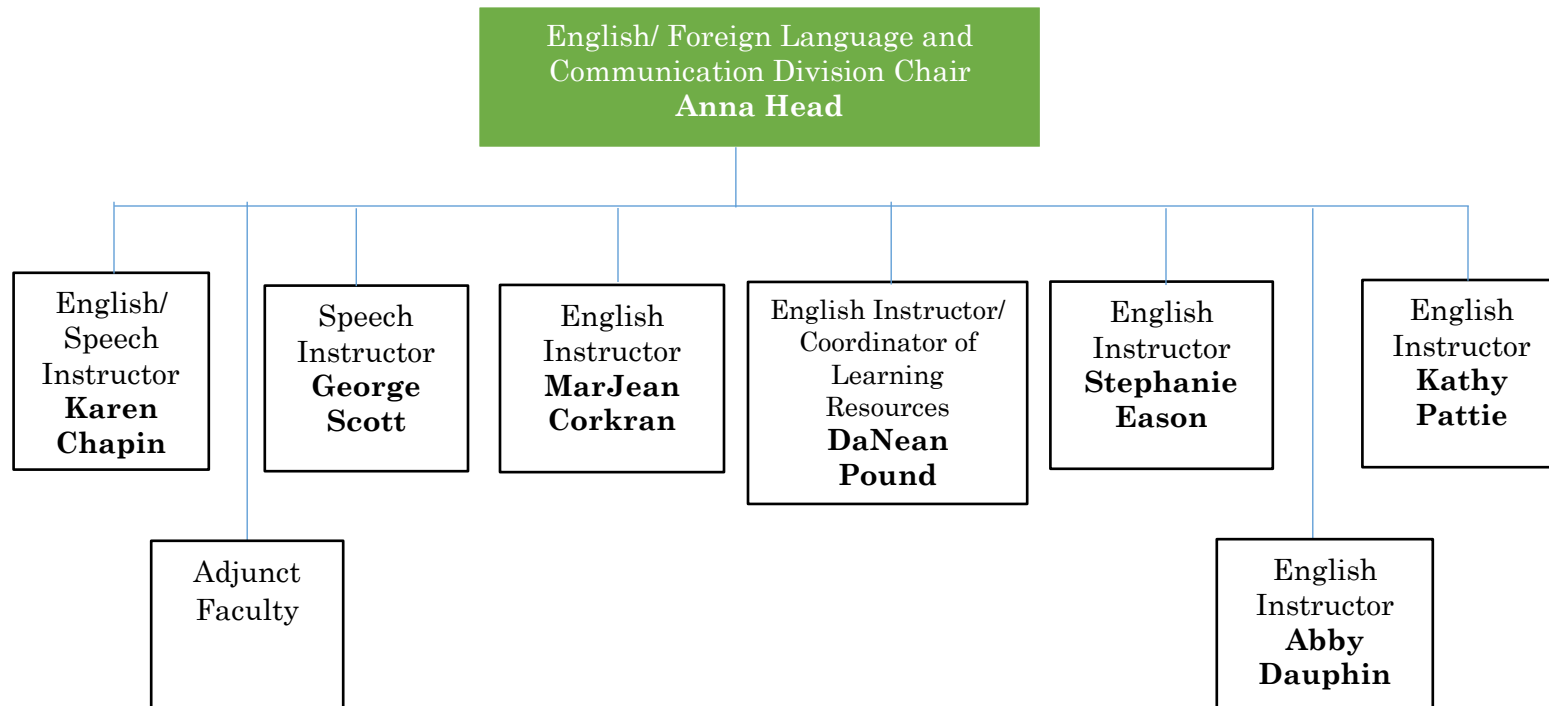 English/ Foreign Language and
Communication Division Chair
Anna Head
English/
Speech
Instructor
Karen
Chapin
Speech
Instructor
George
Scott
English
Instructor
MarJean
Corkran
English Instructor/
Coordinator of
Learning
Resources
DaNean
Pound
English
Instructor
Stephanie
Eason
English
Instructor
Kathy
Pattie
Adjunct
Faculty
English
Instructor
Abby
Dauphin